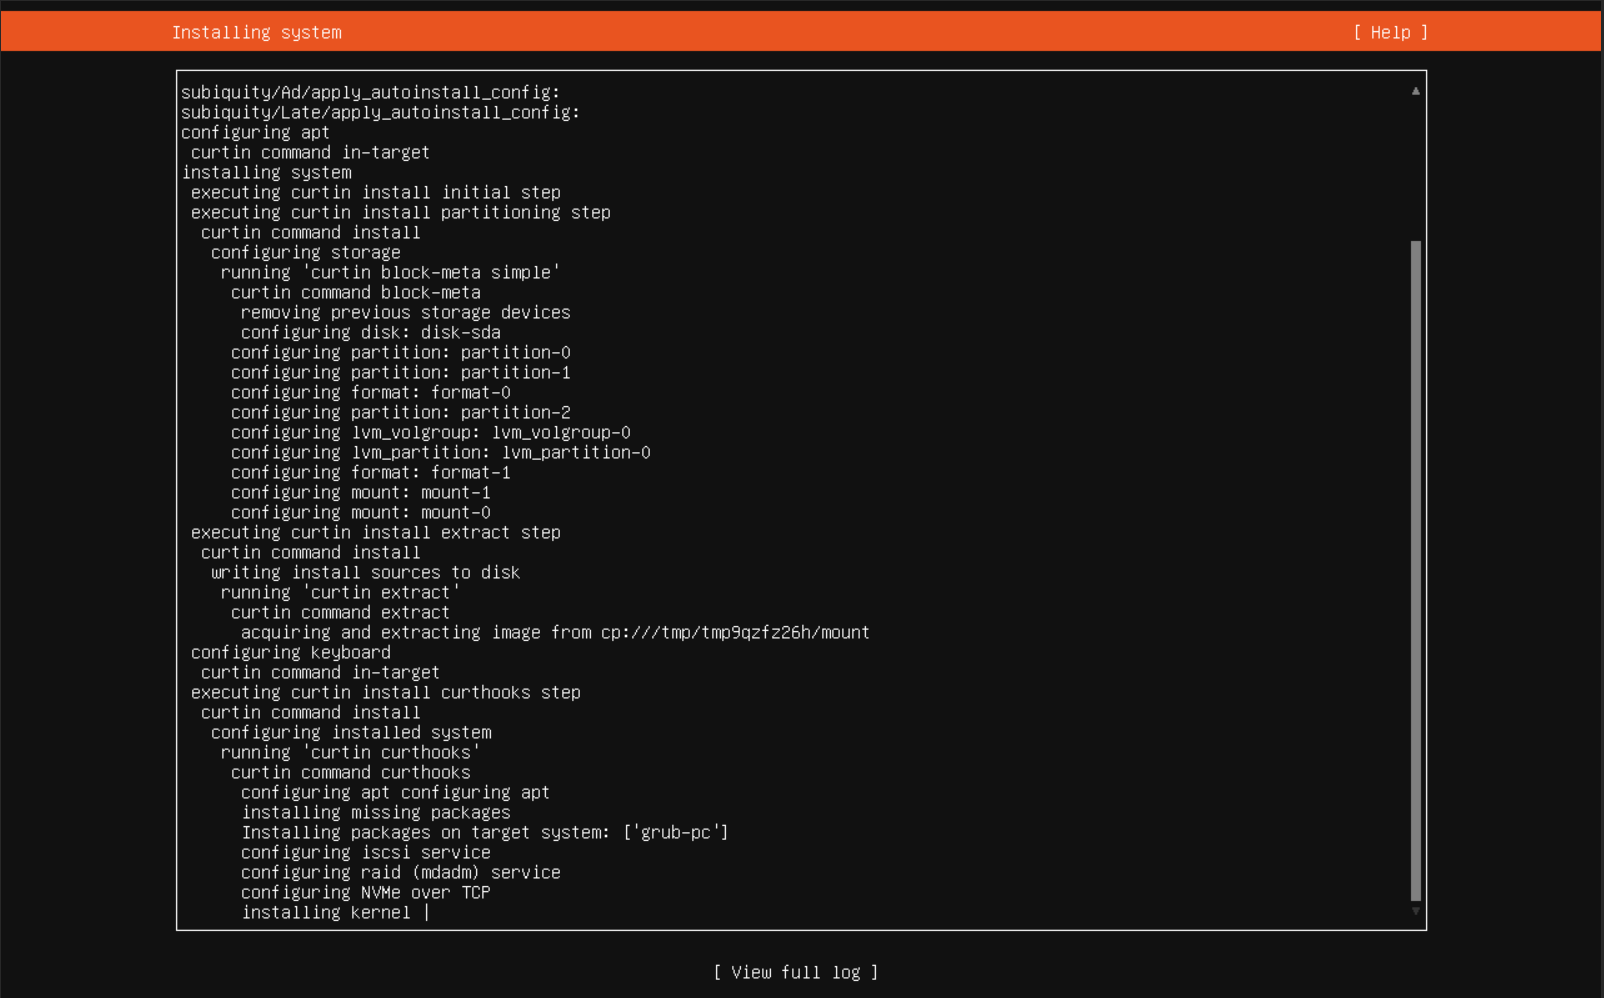 Installing system
[ Help ]
subiquity/Ad/apply_autoinstall_config:
subiquity/Late/apply_autoinstall_config:
configuring apt
curtin command in-target
installing system
executing curtin install initial step
executing curtin install partitioning step
curtin command install
configuring storage
running 'curtin block-meta simple'
curtin command block-meta
removing previous storage devices
configuring disk: disk-sda
configuring partition: partition-0
configuring partition: partition-1
configuring format: format-0
configuring partition: partition-2
configuring lvm_volgroup: lvm_volgroup-0
configuring lvm_partition: lvm_partition-0
configuring format: format-1
configuring mount: mount-1
configuring mount: mount-0
executing curtin install extract step
curtin command install
writing install sources to disk
running 'curtin extract'
curtin command extract
acquiring and extracting image from cp:///tmp/tmp9qzfz26h/mount
configuring keyboard
curtin command in-target
executing curtin install curthooks step
curtin command install
configuring installed system
running 'curtin curthooks'
curtin command curthooks
configuring apt configuring apt
installing missing packages
Installing packages on target system: ['grub-pc']
configuring iscsi service
configuring raid (mdadm) service
configuring NVMe over TCP
installing kernel |
[ View full log ]